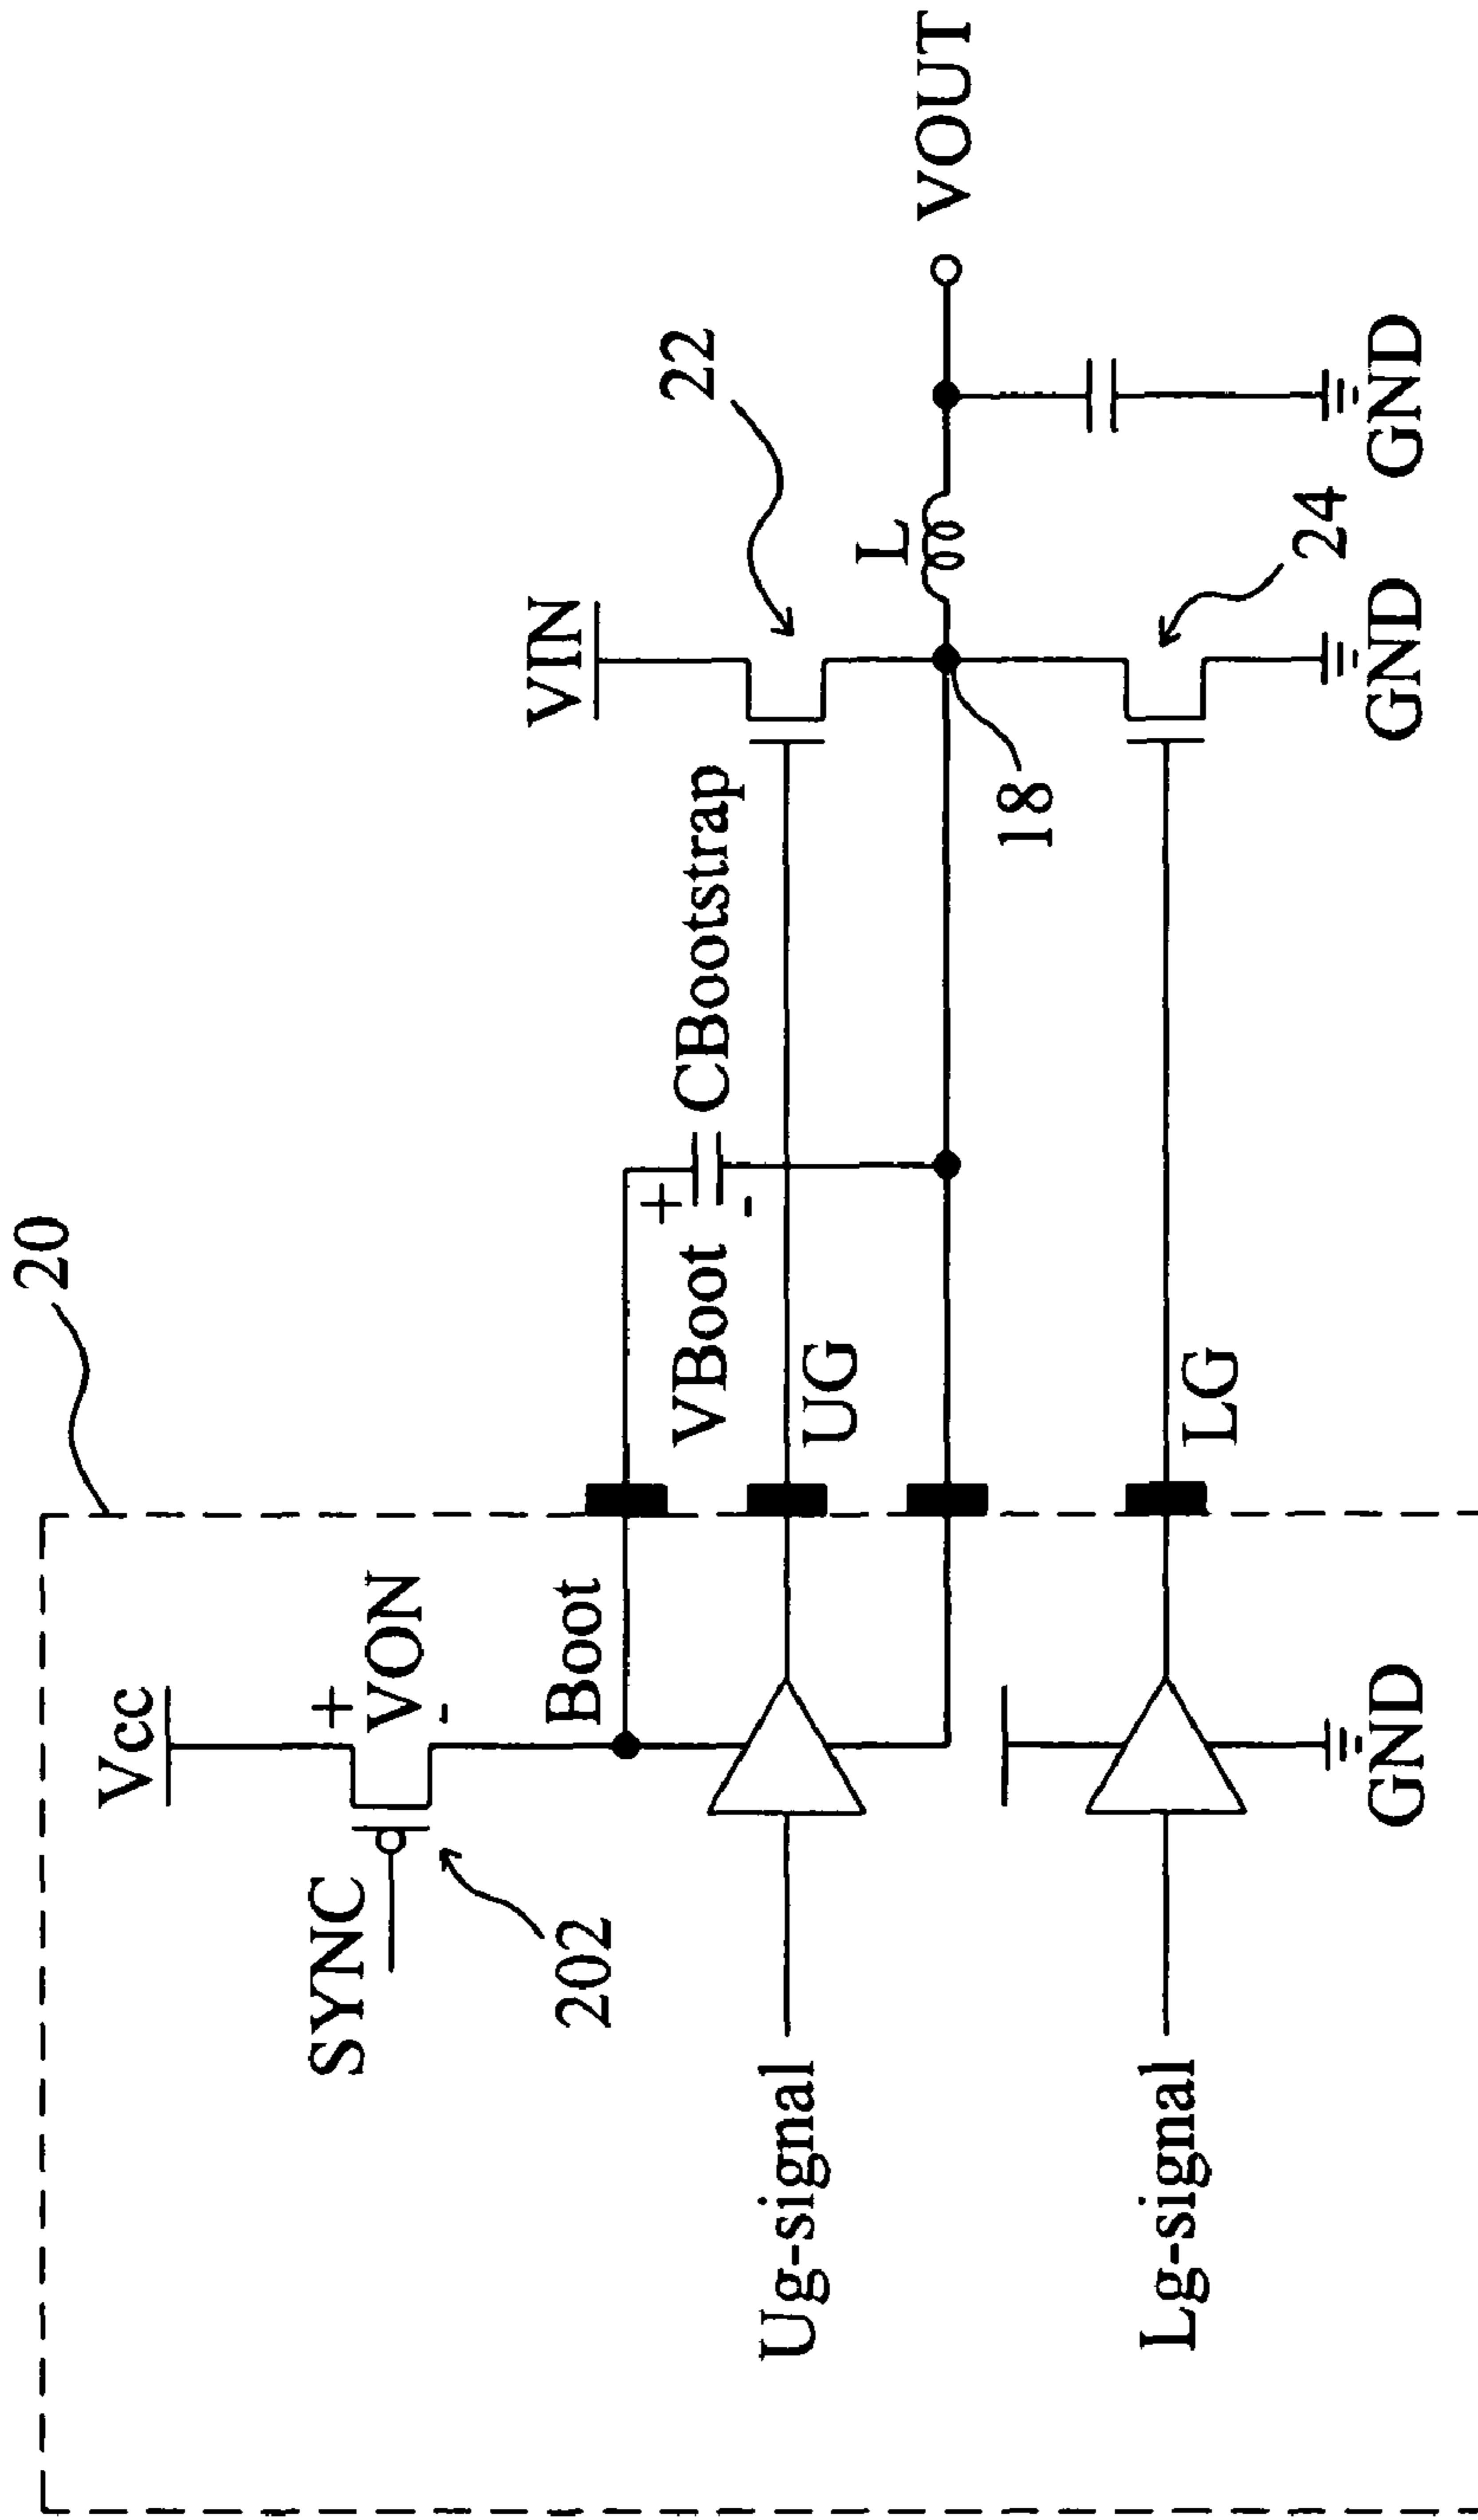 20
Vcc
SYNC
+
VON
-
202
Boot
VIN
22
+
VBoot
-
CBootstrap
Ug-signal
UG
L
VOUT
18
Lg-signal
LG
24
GND
GND
GND